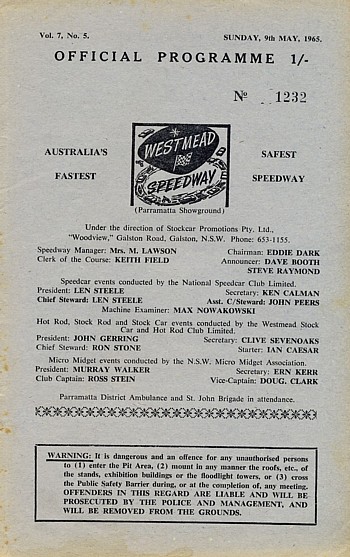 Vol. 7, No. 5. SUNDAY, 9th MAY, 1965.
OFFICIAL PROGRAMME 1/-
No 1232
AUSTRALIA'S FASTEST
WESTMEAD SPEEDWAY
SAFEST SPEEDWAY
(Parramatta Showground)
Under the direction of Stockcar Promotions Pty. Ltd.,
"Woodview," Galston Road, Galston, N.S.W. Phone: 653-1155.
Speedway Manager: Mrs. M. LAWSON Chairman: EDDIE DARK
Clerk of the Course: KEITH FIELD Announcer: DAVE BOOTH
STEVE RAYMOND
Speedcar events conducted by the National Speedcar Club Limited.
President: LEN STEELE Secretary: KEN CALMAN
Chief Steward: LEN STEELE Asst. C/Steward: JOHN PEERS
Machine Examiner: MAX NOWAKOWSKI
Hot Rod, Stock Rod and Stock Car events conducted by the Westmead Stock
Car and Hot Rod Club Limited.
President: JOHN GERRING Secretary: CLIVE SEVENOAKS
Chief Steward: RON STONE Starter: IAN CAESAR
Micro Midget events conducted by the N.S.W. Micro Midget Association.
President: MURRAY WALKER Secretary: ERN KERR
Club Captain: ROSS STEIN Vice-Captain: DOUG. CLARK
Parramatta District Ambulance and St. John Brigade in attendance.
WARNING: It is dangerous and an offence for any unauthorised persons
to (1) enter the Pit Area, (2) mount in any manner the roofs, etc., of
the stands, exhibition buildings or the floodlight towers, or (3) cross
the Public Safety Barrier during, or at the completion of, any meeting.
OFFENDERS IN THIS REGARD ARE LIABLE AND WILL BE
PROSECUTED BY THE POLICE AND MANAGEMENT, AND
WILL BE REMOVED FROM THE GROUNDS.